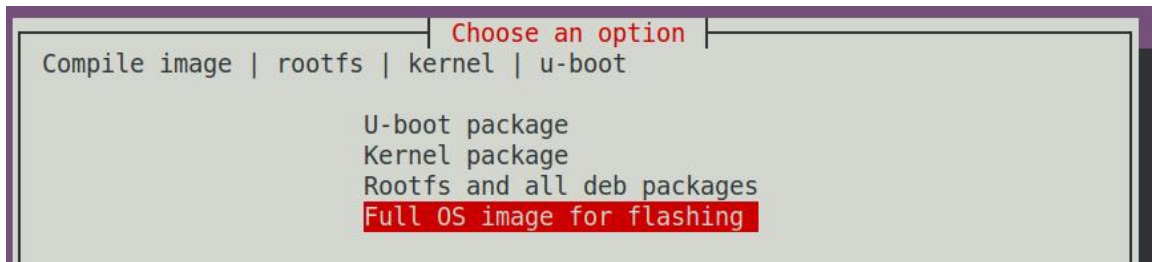 Choose an option
Compile image | rootfs | kernel | u-boot
U-boot package
Kernel package
Rootfs and all deb packages
Full OS image for flashing